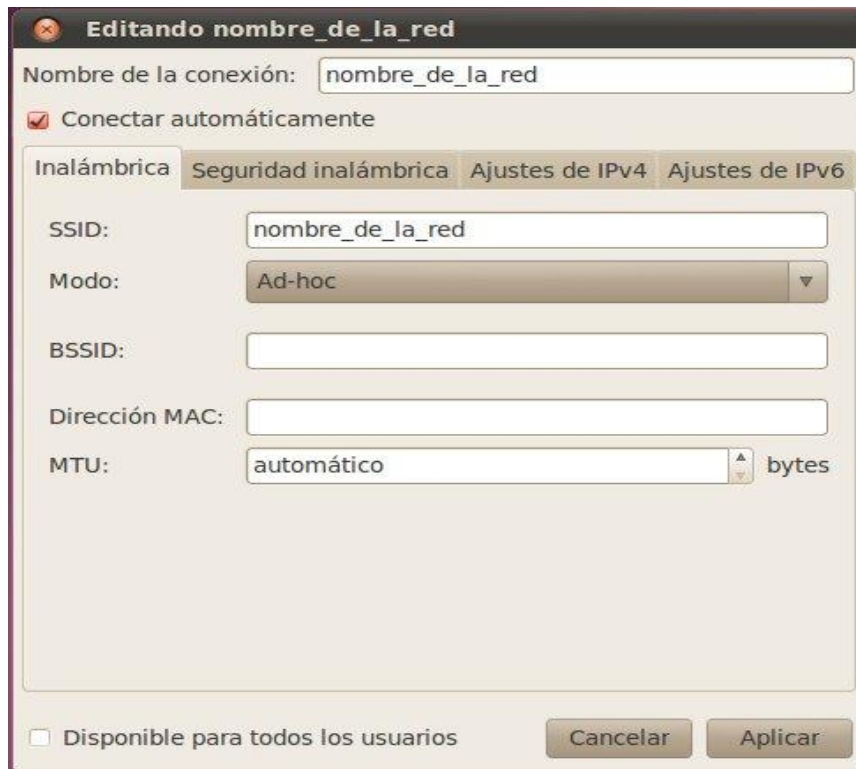 Editando nombre_de_la_red
Nombre de la conexión: nombre_de_la_red
Conectar automáticamente
Inalámbrica Seguridad inalámbrica Ajustes de IPv4 Ajustes de IPv6
SSID: nombre_de_la_red
Modo: Ad-hoc
BSSID:
Dirección MAC:
MTU: automático bytes
Disponible para todos los usuarios Cancelar Aplicar